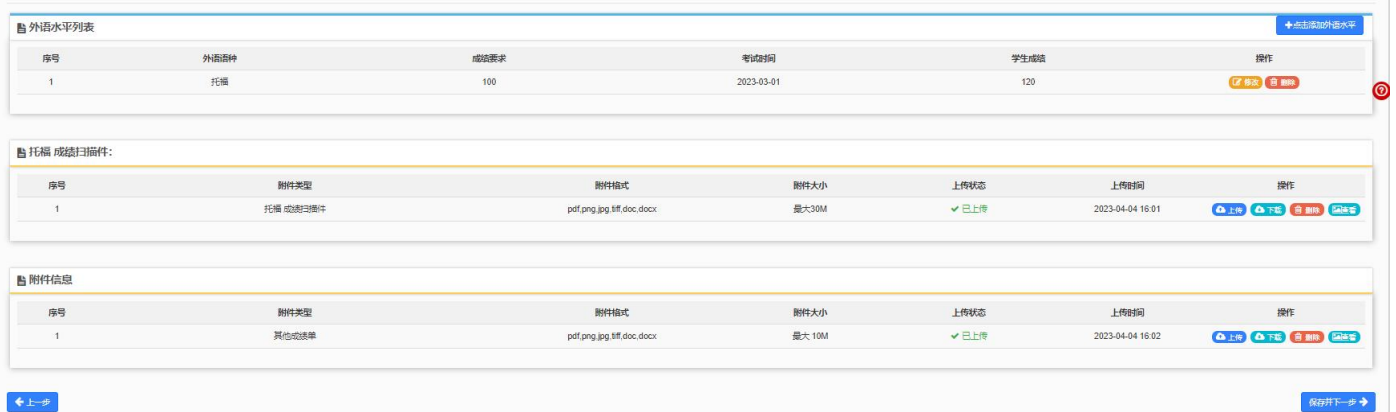 外语水平列表 点击添加外语水平
序号 外语语种 成绩要求 考试时间 学生成绩 操作
1 托福 100 2023-03-01 120 修改 删除
托福 成绩扫描件:
序号 附件类型 附件格式 附件大小 上传状态 上传时间 操作
1 托福 成绩扫描件 pdf,png,jpg,tiff,doc,docx 最大30M 已上传 2023-04-04 16:01 上传 下载 删除 查看
附件信息
序号 附件类型 附件格式 附件大小 上传状态 上传时间 操作
1 其他成绩单 pdf,png,jpg,tiff,doc,docx 最大 10M 已上传 2023-04-04 16:02 上传 下载 删除 查看
上一步 保存并下一步